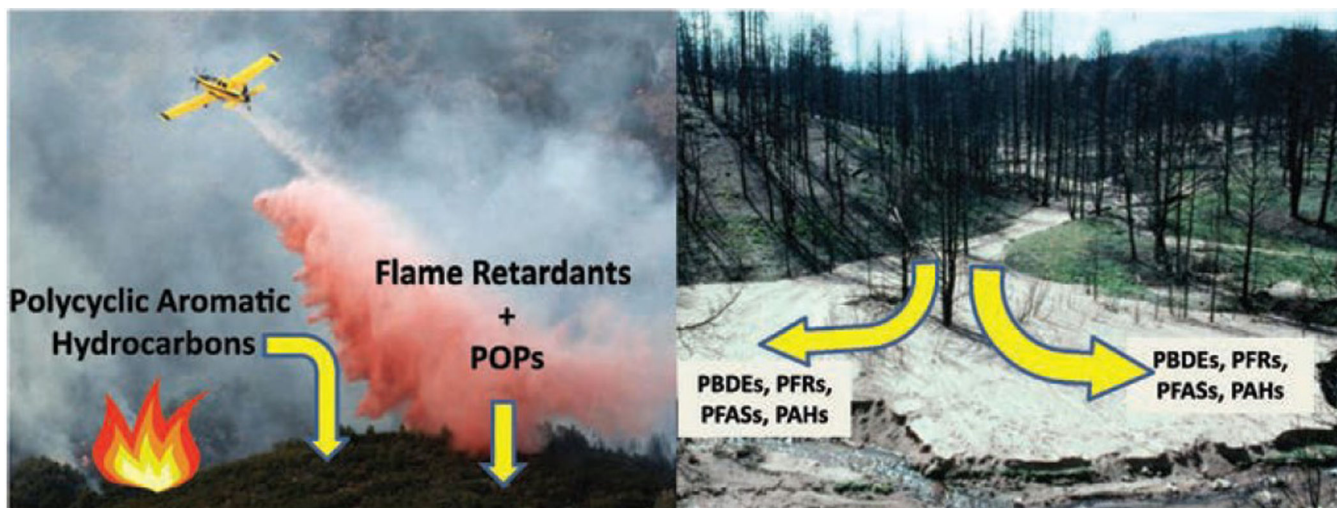 Polycyclic Aromatic
Hydrocarbons
Flame Retardants
+
POPs
PBDEs, PFRs,
PFASs, PAHs
PBDEs, PFRs,
PFASs, PAHs